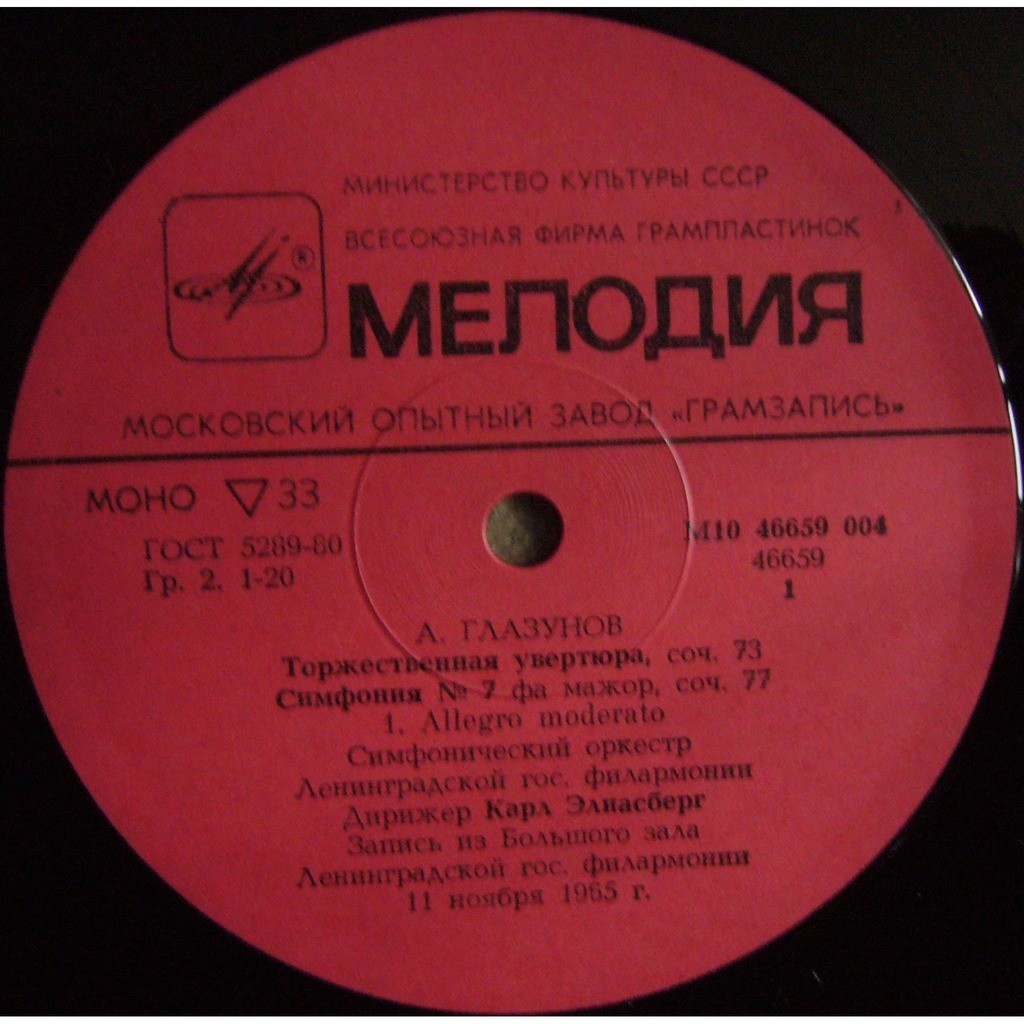 МИНИСТЕРСТВО КУЛЬТУРЫ СССР
ВСЕСОЮЗНАЯ ФИРМА ГРАМПЛАСТИНОК
®
МЕЛОДИЯ
МОСКОВСКИЙ ОПЫТНЫЙ ЗАВОД «ГРАМЗАПИСЬ»
МОНО ▽ 33
ГОСТ 5289-80
Гр. 2. 1-20
М10 46659 004
46659
1
А. ГЛАЗУНОВ
Торжественная увертюра, соч. 73
Симфония № 7 фа мажор, соч. 77
1. Allegro moderato
Симфонический оркестр
Ленинградской гос. филармонии
Дирижер Карл Элиасберг
Запись из Большого зала
Ленинградской гос. филармонии
11 ноября 1965 г.